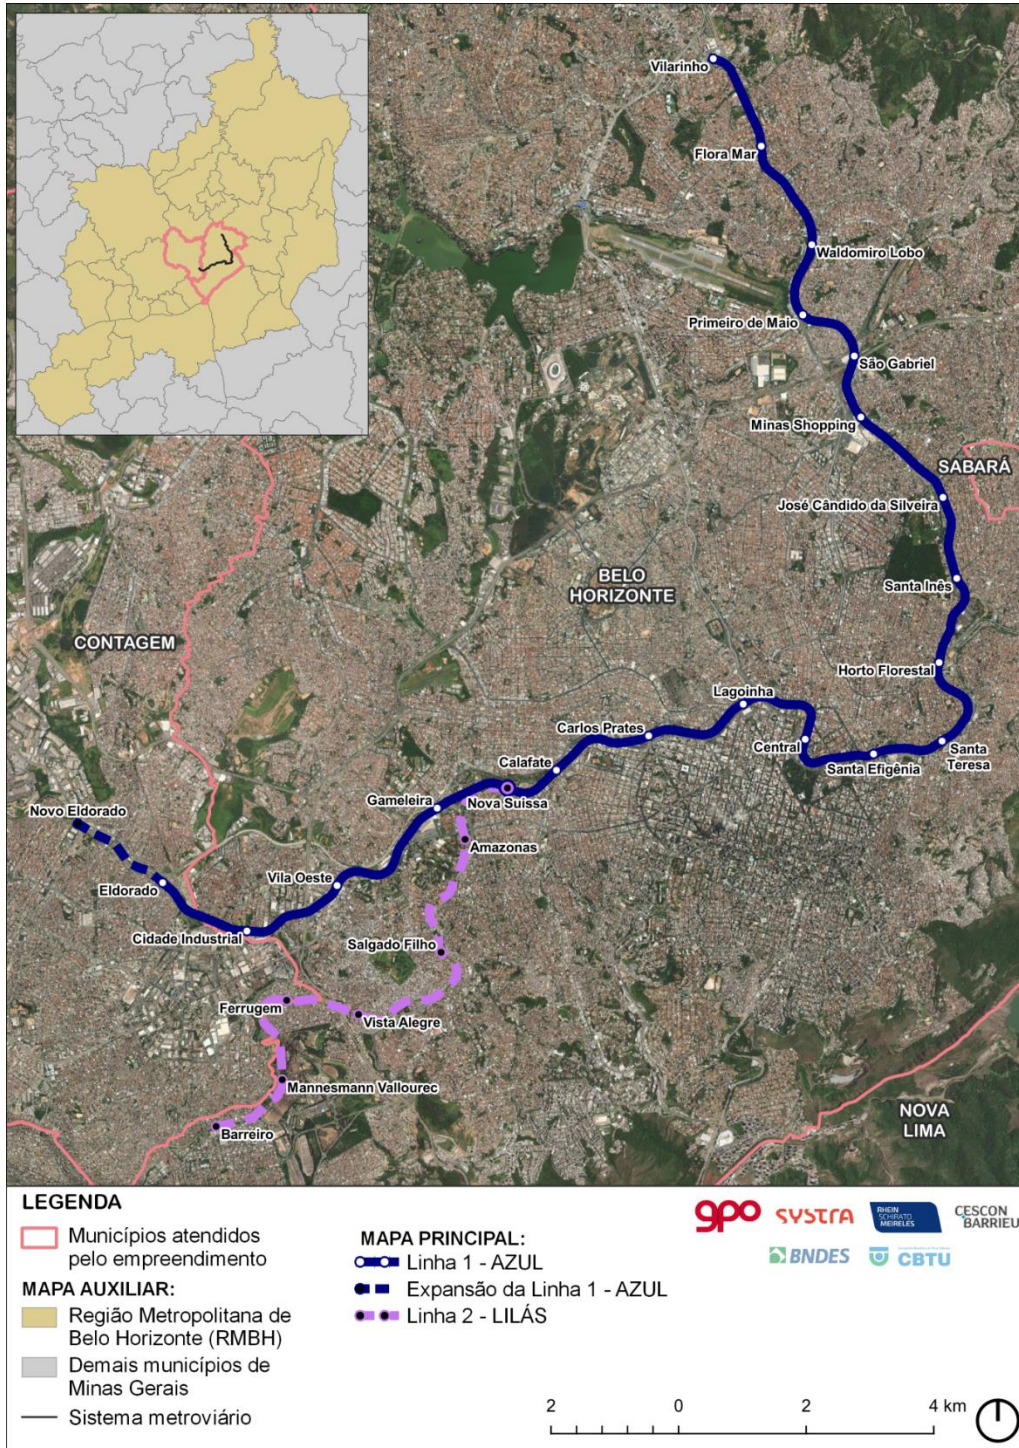 Vilarinho
Flora Mar
Waldomiro Lobo
Primeiro de Maio
São Gabriel
Minas Shopping
SABARÁ
José Cândido da Silveira
Santa Inês
BELO
HORIZONTE
CONTAGEM
Horto Florestal
Lagoinha
Carlos Prates
Central
Santa Efigênia
Santa
Teresa
Calafate
Gameleira
Nova Suissa
Novo Eldorado
Amazonas
Vila Oeste
Eldorado
Cidade Industrial
Salgado Filho
Ferrugem
Vista Alegre
Mannesmann Vallourec
Barreiro
NOVA
LIMA
LEGENDA
Municípios atendidos
pelo empreendimento
MAPA AUXILIAR:
Região Metropolitana de
Belo Horizonte (RMBH)
Demais municípios de
Minas Gerais
Sistema metroviário
MAPA PRINCIPAL:
Linha 1 - AZUL
Expansão da Linha 1 - AZUL
Linha 2 - LILÁS
gpo
SYSTRA
RHEIN
SCHIRATO
MEIRELES
CESCON
BARRIEU
BNDES
CBTU
2 0 2 4 km